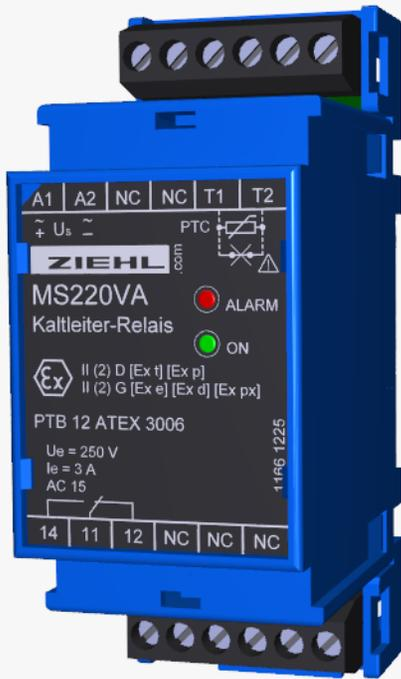 A1 A2 NC NC T1 T2
~ ~
+ Us − PTC
ZIEHL .com
MS220VA
ALARM
Kaltleiter-Relais
ON
Ex II (2) D [Ex t] [Ex p]
II (2) G [Ex e] [Ex d] [Ex px]
PTB 12 ATEX 3006
Ue = 250 V
Ie = 3 A
AC 15
1166 1225
14 11 12 NC NC NC